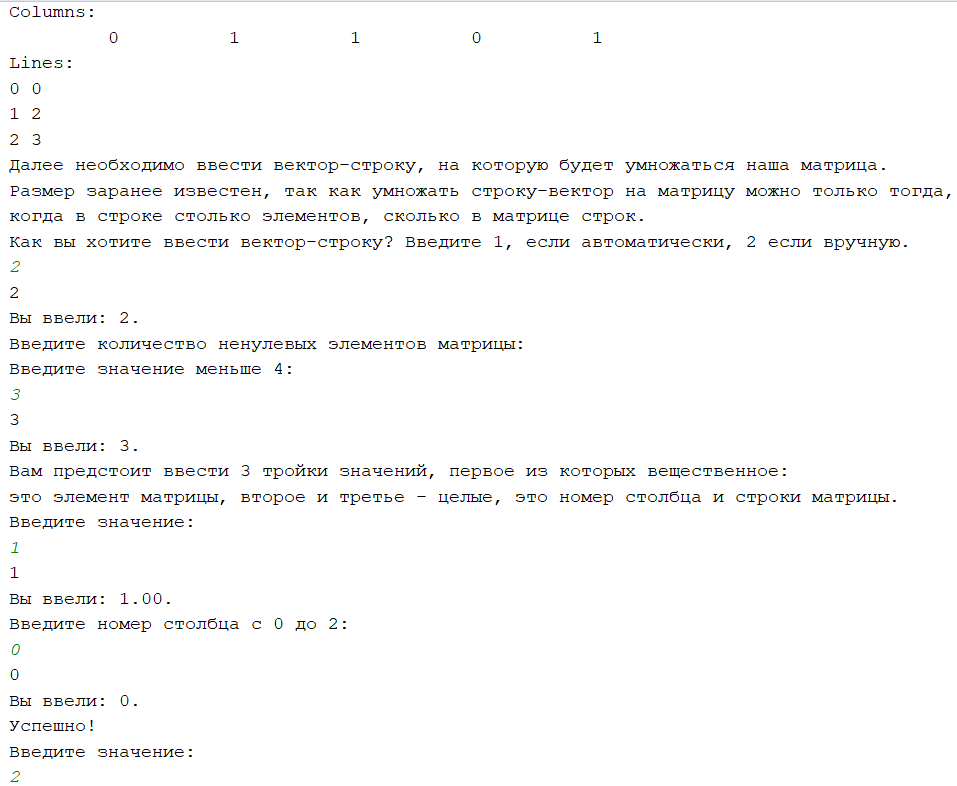 Columns:
0 1 1 0 1
Lines:
0 0
1 2
2 3
Далее необходимо ввести вектор-строку, на которую будет умножаться наша матрица.
Размер заранее известен, так как умножать строку-вектор на матрицу можно только тогда,
когда в строке столько элементов, сколько в матрице строк.
Как вы хотите ввести вектор-строку? Введите 1, если автоматически, 2 если вручную.
2
2
Вы ввели: 2.
Введите количество ненулевых элементов матрицы:
Введите значение меньше 4:
3
3
Вы ввели: 3.
Вам предстоит ввести 3 тройки значений, первое из которых вещественное:
это элемент матрицы, второе и третье - целые, это номер столбца и строки матрицы.
Введите значение:
1
1
Вы ввели: 1.00.
Введите номер столбца с 0 до 2:
0
0
Вы ввели: 0.
Успешно!
Введите значение:
2